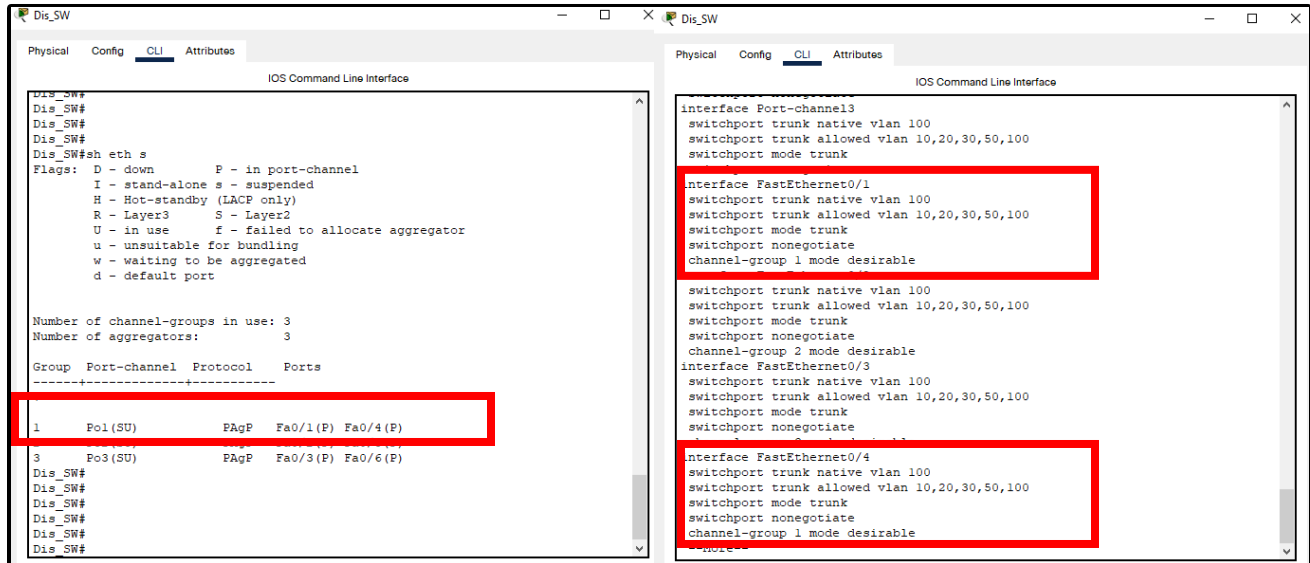 Dis_SW
Physical Config CLI Attributes
IOS Command Line Interface
Dis_SW#
Dis_SW#
Dis_SW#
Dis_SW#
Dis_SW#sh eth s
Flags:  D - down        P - in port-channel
I - stand-alone s - suspended
H - Hot-standby (LACP only)
R - Layer3      S - Layer2
U - in use      f - failed to allocate aggregator
u - unsuitable for bundling
w - waiting to be aggregated
d - default port
Number of channel-groups in use: 3
Number of aggregators:           3
Group  Port-channel  Protocol    Ports
------+-------------+-----------
1      Po1(SU)           PAgP   Fa0/1(P) Fa0/4(P)
3      Po3(SU)           PAgP   Fa0/3(P) Fa0/6(P)
Dis_SW#
Dis_SW#
Dis_SW#
Dis_SW#
Dis_SW#
Dis_SW#
Dis_SW
Physical Config CLI Attributes
IOS Command Line Interface
interface Port-channel3
switchport trunk native vlan 100
switchport trunk allowed vlan 10,20,30,50,100
switchport mode trunk
interface FastEthernet0/1
switchport trunk native vlan 100
switchport trunk allowed vlan 10,20,30,50,100
switchport mode trunk
switchport nonegotiate
channel-group 1 mode desirable
switchport trunk native vlan 100
switchport trunk allowed vlan 10,20,30,50,100
switchport mode trunk
switchport nonegotiate
channel-group 2 mode desirable
interface FastEthernet0/3
switchport trunk native vlan 100
switchport trunk allowed vlan 10,20,30,50,100
switchport mode trunk
switchport nonegotiate
interface FastEthernet0/4
switchport trunk native vlan 100
switchport trunk allowed vlan 10,20,30,50,100
switchport mode trunk
switchport nonegotiate
channel-group 1 mode desirable
--More--